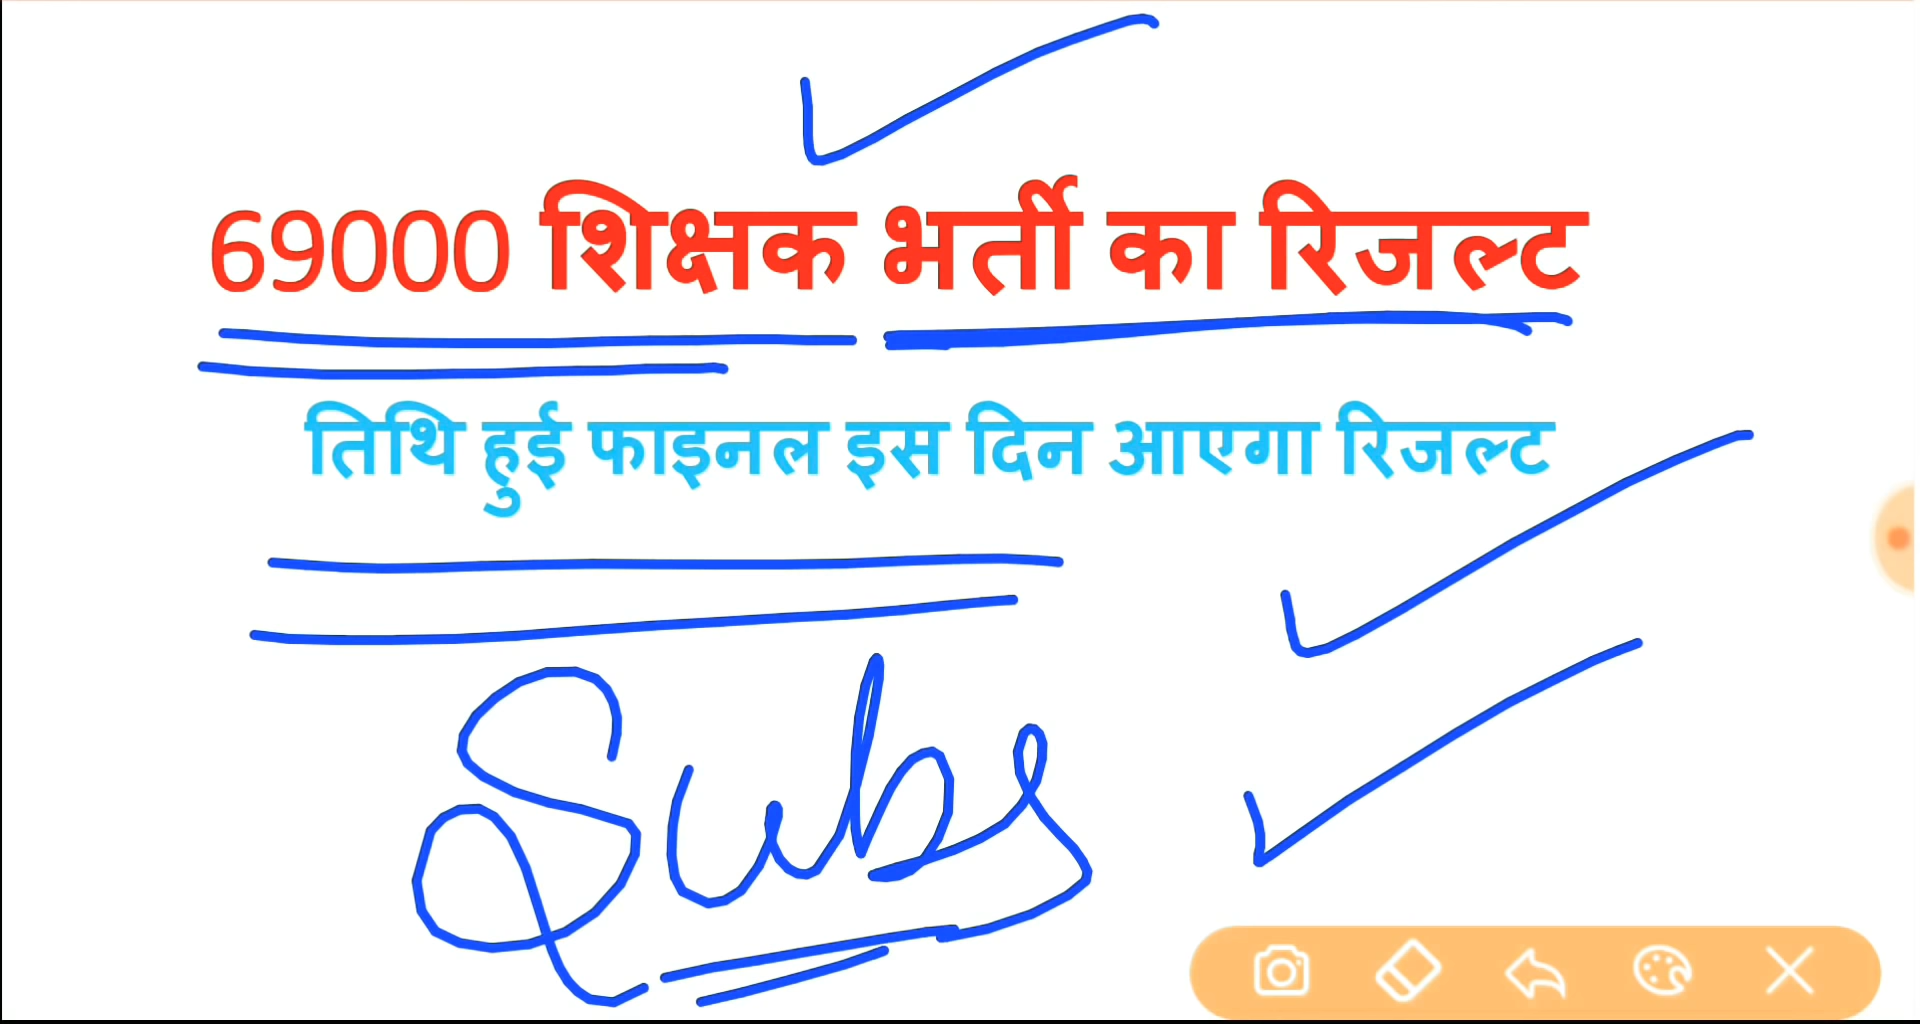 69000 शिक्षक भर्ती का रिजल्ट
तिथि हुई फाइनल इस दिन आएगा रिजल्ट
Subs